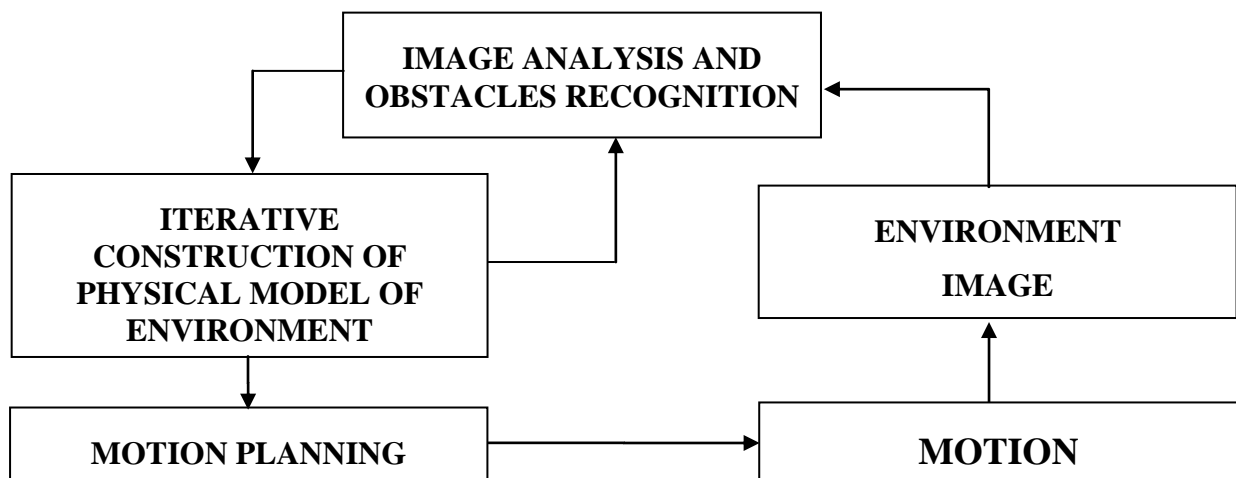 IMAGE ANALYSIS AND
OBSTACLES RECOGNITION
ITERATIVE
CONSTRUCTION OF
PHYSICAL MODEL OF
ENVIRONMENT
ENVIRONMENT
IMAGE
MOTION PLANNING
MOTION